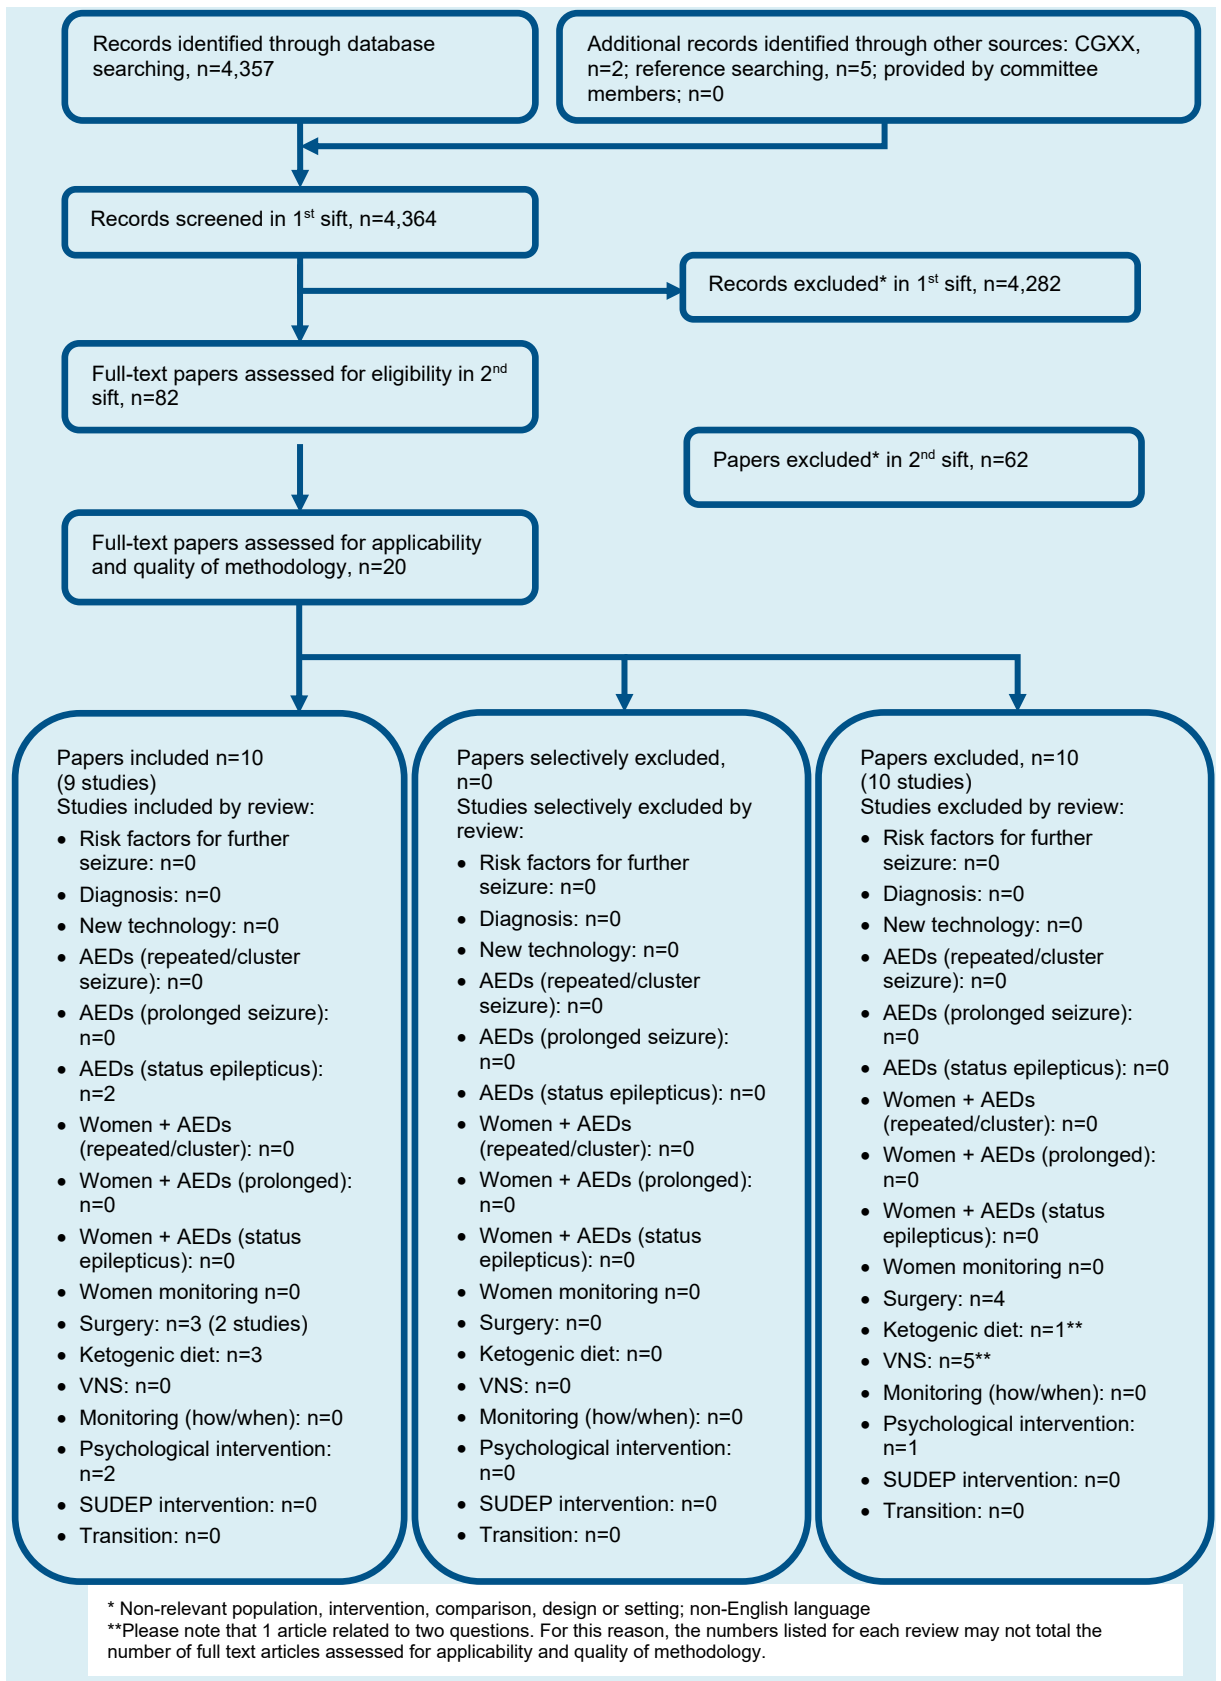 Records identified through database
searching, n=4,357
Additional records identified through other sources: CGXX,
n=2; reference searching, n=5; provided by committee
members; n=0
Records screened in 1st sift, n=4,364
Records excluded* in 1st sift, n=4,282
Full-text papers assessed for eligibility in 2nd
sift, n=82
Papers excluded* in 2nd sift, n=62
Full-text papers assessed for applicability
and quality of methodology, n=20
Papers included n=10
(9 studies)
Studies included by review:
• Risk factors for further
seizure: n=0
• Diagnosis: n=0
• New technology: n=0
• AEDs (repeated/cluster
seizure): n=0
• AEDs (prolonged seizure):
n=0
• AEDs (status epilepticus):
n=2
• Women + AEDs
(repeated/cluster): n=0
• Women + AEDs (prolonged):
n=0
• Women + AEDs (status
epilepticus): n=0
• Women monitoring n=0
• Surgery: n=3 (2 studies)
• Ketogenic diet: n=3
• VNS: n=0
• Monitoring (how/when): n=0
• Psychological intervention:
n=2
• SUDEP intervention: n=0
• Transition: n=0
Papers selectively excluded,
n=0
Studies selectively excluded by
review:
• Risk factors for further
seizure: n=0
• Diagnosis: n=0
• New technology: n=0
• AEDs (repeated/cluster
seizure): n=0
• AEDs (prolonged seizure):
n=0
• AEDs (status epilepticus): n=0
• Women + AEDs
(repeated/cluster): n=0
• Women + AEDs (prolonged):
n=0
• Women + AEDs (status
epilepticus): n=0
• Women monitoring n=0
• Surgery: n=0
• Ketogenic diet: n=0
• VNS: n=0
• Monitoring (how/when): n=0
• Psychological intervention:
n=0
• SUDEP intervention: n=0
• Transition: n=0
Papers excluded, n=10
(10 studies)
Studies excluded by review:
• Risk factors for further
seizure: n=0
• Diagnosis: n=0
• New technology: n=0
• AEDs (repeated/cluster
seizure): n=0
• AEDs (prolonged seizure):
n=0
• AEDs (status epilepticus): n=0
• Women + AEDs
(repeated/cluster): n=0
• Women + AEDs (prolonged):
n=0
• Women + AEDs (status
epilepticus): n=0
• Women monitoring n=0
• Surgery: n=4
• Ketogenic diet: n=1**
• VNS: n=5**
• Monitoring (how/when): n=0
• Psychological intervention:
n=1
• SUDEP intervention: n=0
• Transition: n=0
* Non-relevant population, intervention, comparison, design or setting; non-English language
**Please note that 1 article related to two questions. For this reason, the numbers listed for each review may not total the
number of full text articles assessed for applicability and quality of methodology.